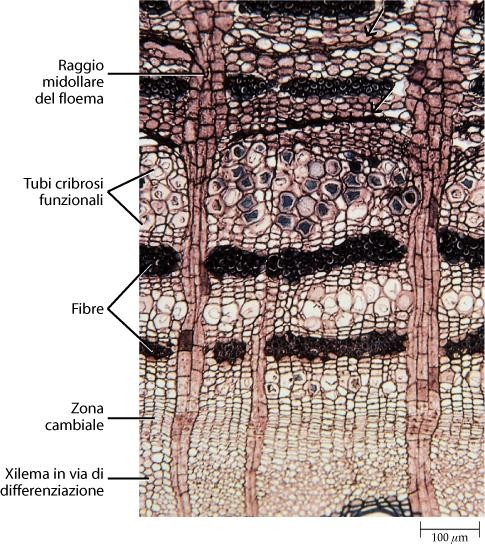 Raggio
midollare
del floema
Tubi cribrosi
funzionali
Fibre
Zona
cambiale
Xilema in via di
differenziazione
100 µm